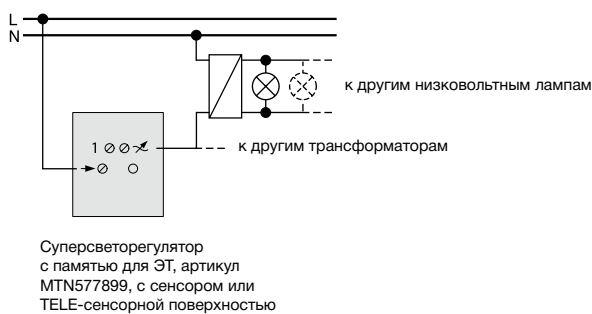 L
N
к другим низковольтным лампам
1
к другим трансформаторам
Суперсветорегулятор
с памятью для ЭТ, артикул
MTN577899, с сенсором или
TELE-сенсорной поверхностью